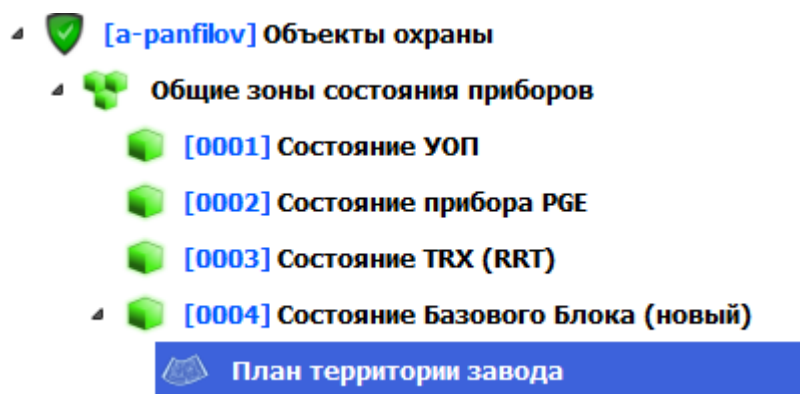 [a-panfilov] Объекты охраны
Общие зоны состояния приборов
[0001] Состояние УОП
[0002] Состояние прибора PGE
[0003] Состояние TRX (RRT)
[0004] Состояние Базового Блока (новый)
План территории завода